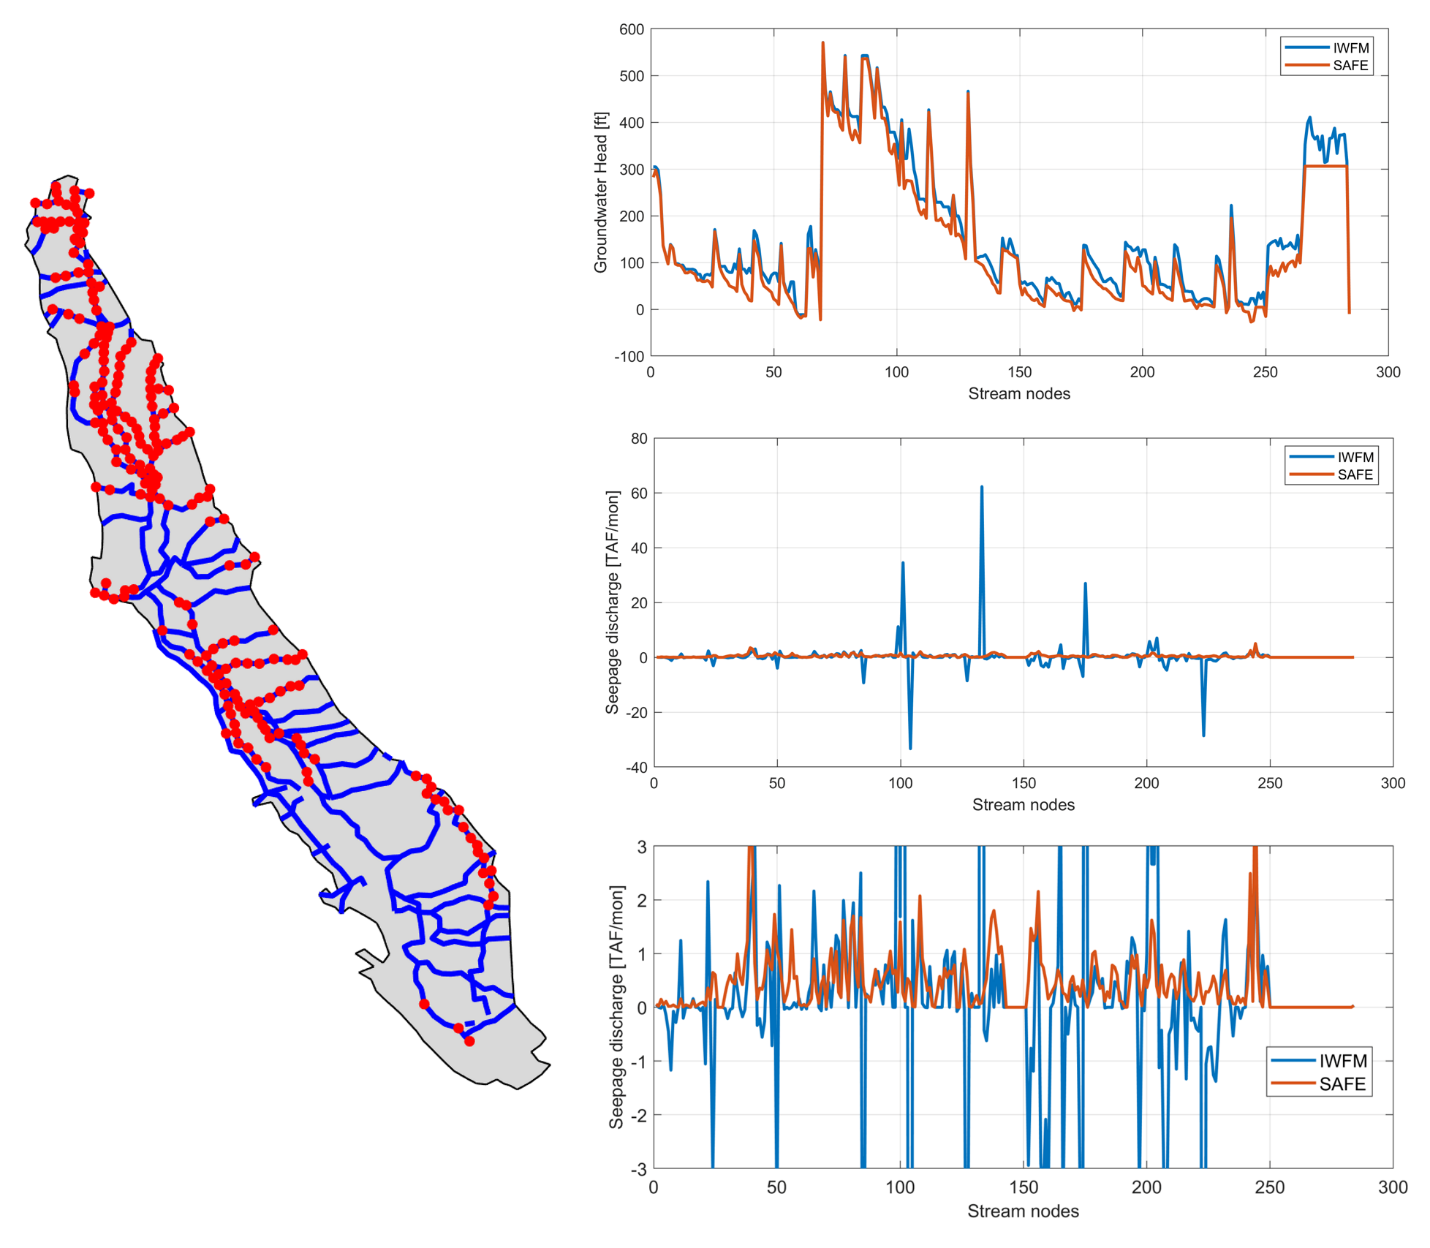 600
500
400
300
200
100
0
-100
Groundwater Head [ft]
IWFM
SAFE
0 50 100 150 200 250 300
Stream nodes
80
60
40
20
0
-20
-40
Seepage discharge [TAF/mon]
IWFM
SAFE
0 50 100 150 200 250 300
Stream nodes
3
2
1
0
-1
-2
-3
Seepage discharge [TAF/mon]
IWFM
SAFE
0 50 100 150 200 250 300
Stream nodes